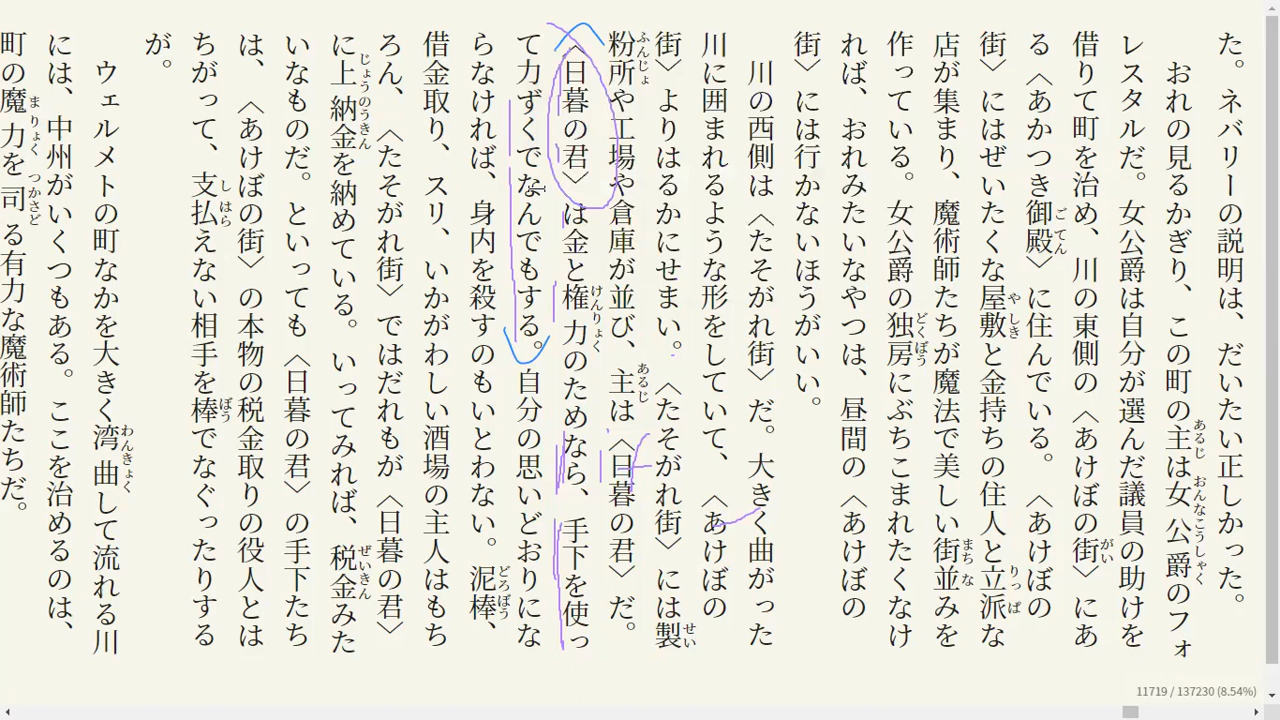 た。ネバリーの説明は、だいたい正しかった。
おれの見るかぎり、この町の主は女公爵のフォ
レスタルだ。女公爵は自分が選んだ議員の助けを
借りて町を治め、川の東側の〈あけぼの街〉にあ
る〈あかつき御殿〉に住んでいる。〈あけぼの
街〉にはぜいたくな屋敷と金持ちの住人と立派な
店が集まり、魔術師たちが魔法で美しい街並みを
作っている。女公爵の独房にぶちこまれたくなけ
れば、おれみたいなやつは、昼間の〈あけぼの
街〉には行かないほうがいい。
川の西側は〈たそがれ街〉だ。大きく曲がった
川に囲まれるような形をしていて、〈あけぼの
街〉よりはるかにせまい。〈たそがれ街〉には製
粉所や工場や倉庫が並び、主は〈日暮の君〉だ。
〈日暮の君〉は金と権力のためなら、手下を使っ
て力ずくでなんでもする。自分の思いどおりにな
らなければ、身内を殺すのもいとわない。泥棒、
借金取り、スリ、いかがわしい酒場の主人はもち
ろん、〈たそがれ街〉ではだれもが〈日暮の君〉
に上納金を納めている。いってみれば、税金みた
いなものだ。といっても〈日暮の君〉の手下たち
は、〈あけぼの街〉の本物の税金取りの役人とは
ちがって、支払えない相手を棒でなぐったりする
が。
ウェルメトの町なかを大きく湾曲して流れる川
には、中州がいくつもある。ここを治めるのは、
町の魔力を司る有力な魔術師たちだ。
11719 / 137230 (8.54%)